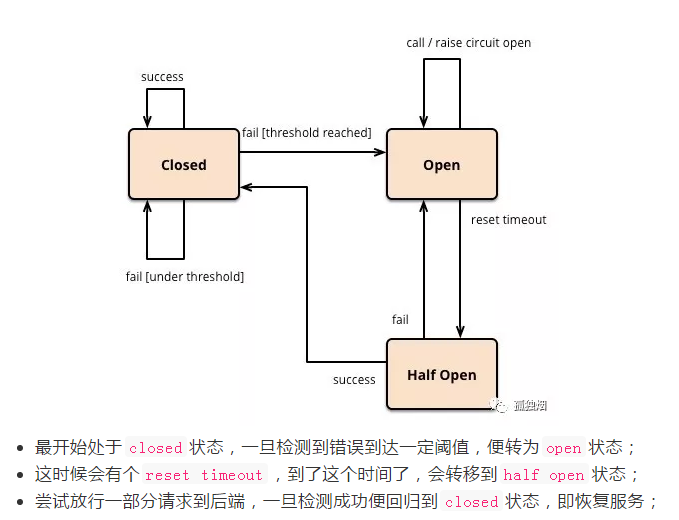 call / raise circuit open
success
fail [threshold reached]
Closed
Open
reset timeout
fail [under threshold]
fail
Half Open
success
孤独烟
最开始处于 closed 状态，一旦检测到错误到达一定阈值，便转为 open 状态；
这时候会有个 reset timeout ，到了这个时间了，会转移到 half open 状态；
尝试放行一部分请求到后端，一旦检测成功便回归到 closed 状态，即恢复服务；